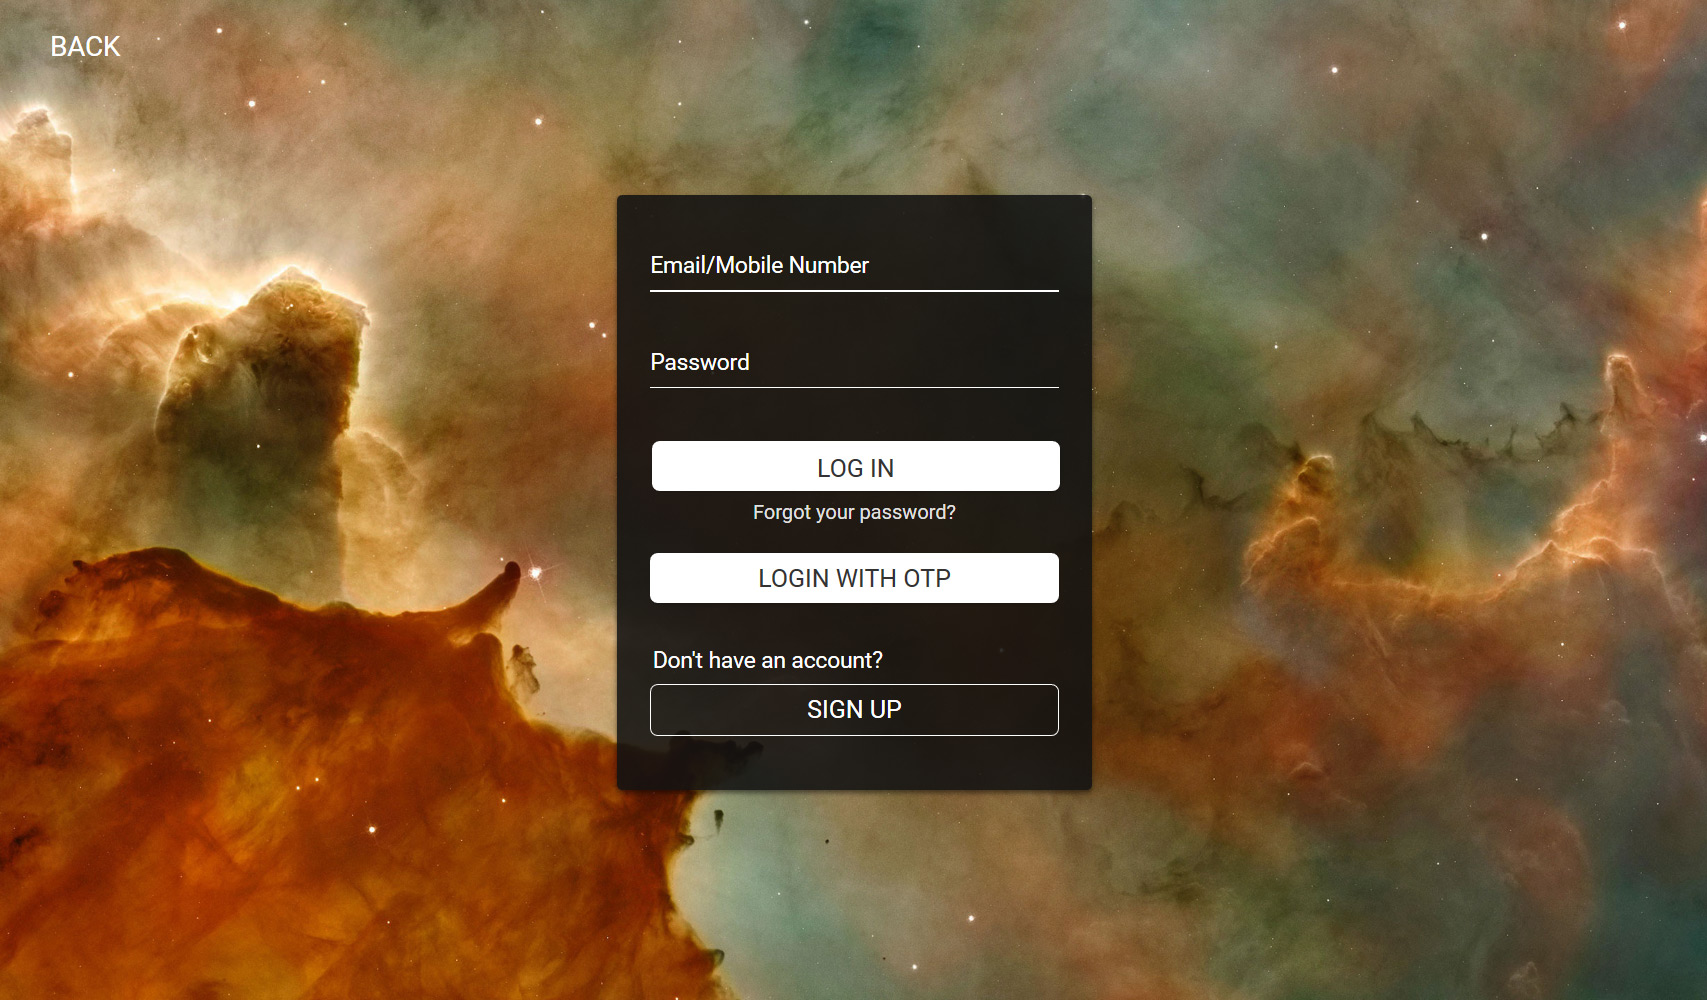 BACK
Email/Mobile Number
Password
LOG IN
Forgot your password?
LOGIN WITH OTP
Don't have an account?
SIGN UP